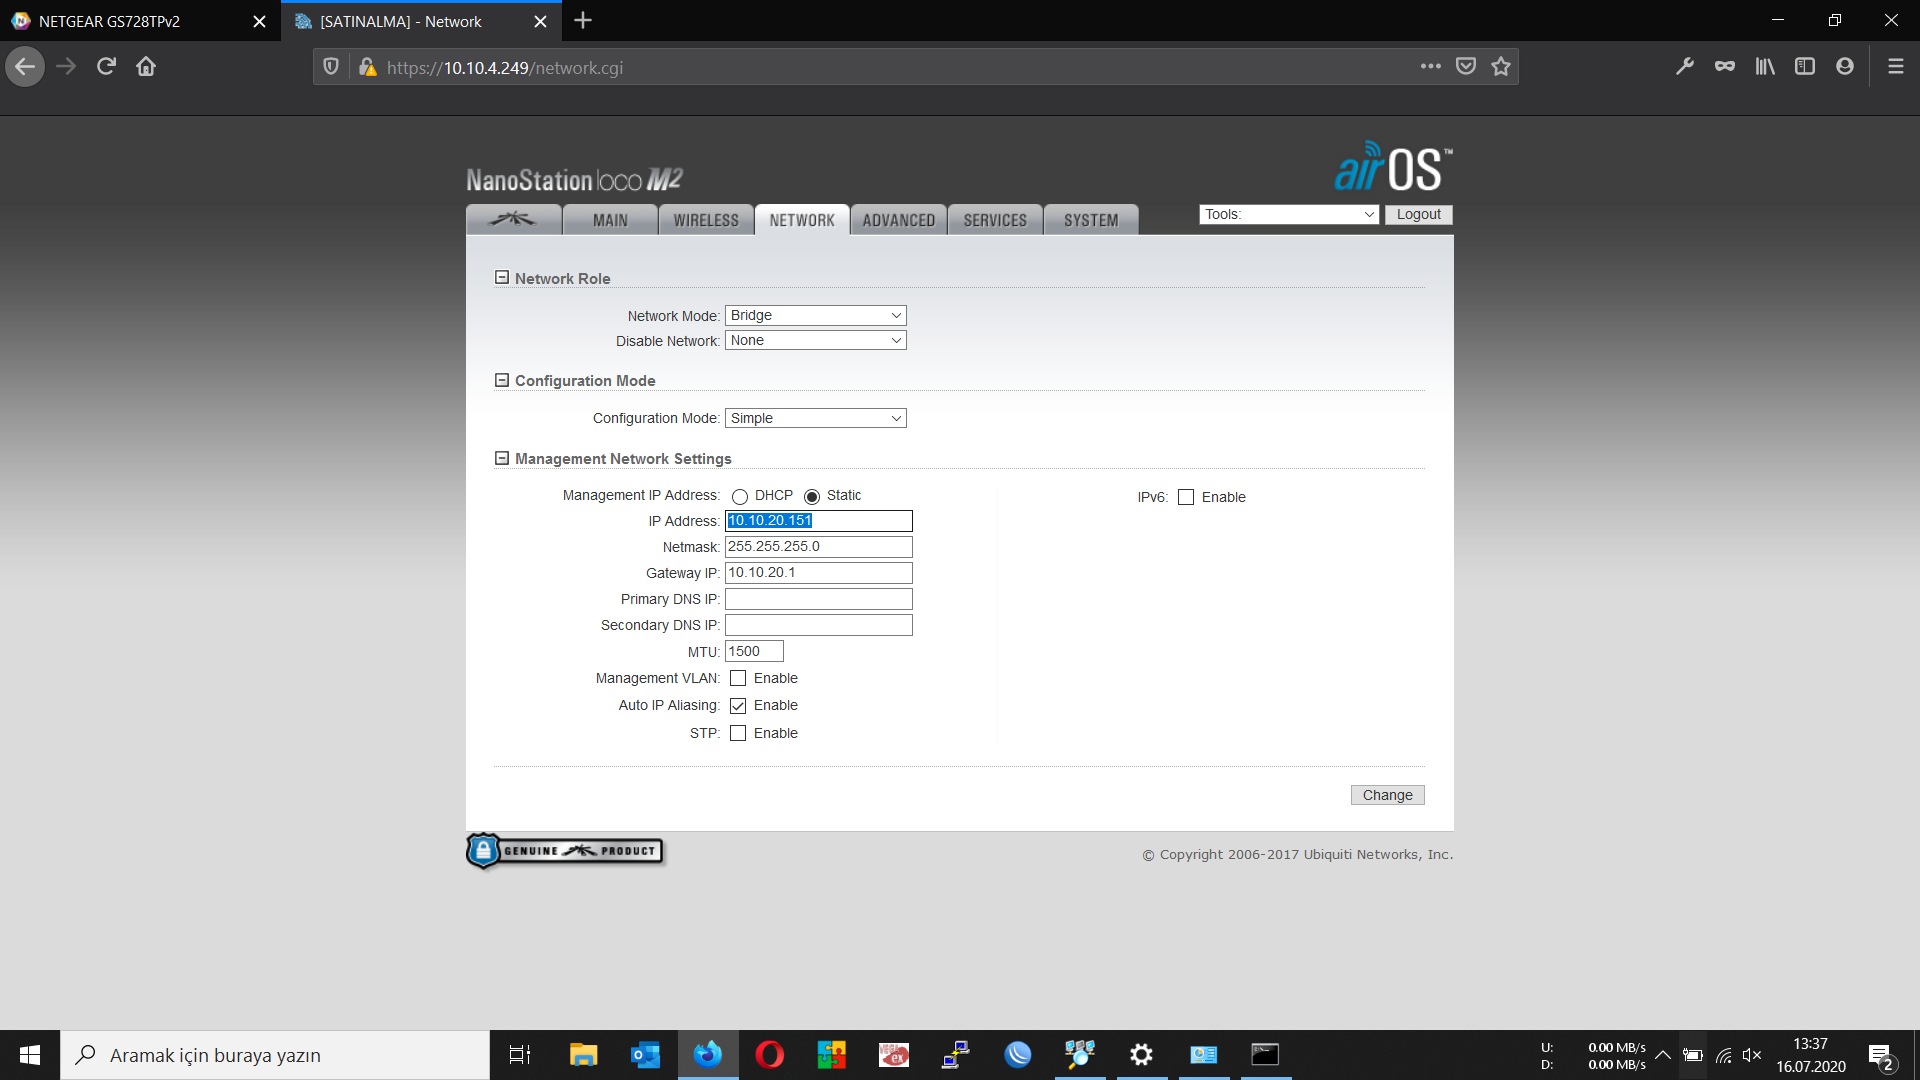 NETGEAR GS728TPv2
[SATINALMA] - Network
https://10.10.4.249/network.cgi
NanoStation loco M2
airOS™
MAIN
WIRELESS
NETWORK
ADVANCED
SERVICES
SYSTEM
Tools:
Logout
Network Role
Network Mode: Bridge
Disable Network: None
Configuration Mode
Configuration Mode: Simple
Management Network Settings
Management IP Address: DHCP Static
IPv6: Enable
IP Address: 10.10.20.151
Netmask: 255.255.255.0
Gateway IP: 10.10.20.1
Primary DNS IP:
Secondary DNS IP:
MTU: 1500
Management VLAN: Enable
Auto IP Aliasing: Enable
STP: Enable
Change
GENUINE PRODUCT
© Copyright 2006-2017 Ubiquiti Networks, Inc.
Aramak için buraya yazın
U: 0.00 MB/s
D: 0.00 MB/s
13:37
16.07.2020
2